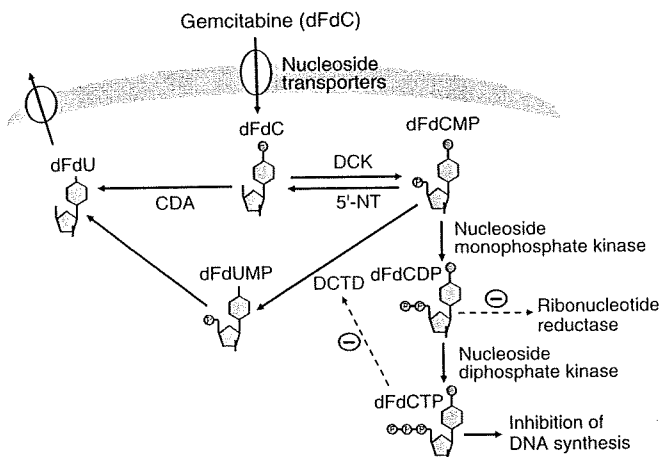 Gemcitabine (dFdC)
Nucleoside
transporters
dFdC
dFdCMP
dFdU
DCK
CDA
5'-NT
P
Nucleoside
monophosphate kinase
dFdUMP
DCTD
dFdCDP
P
P-P
Ribonucleotide
reductase
Nucleoside
diphosphate kinase
dFdCTP
P-P-P
Inhibition of
DNA synthesis